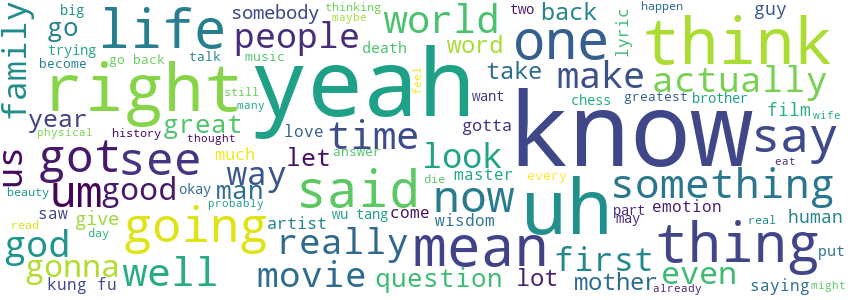 big somebody two thinking maybe happen guy
go life people world one back think
trying death word lyric
become go back talk music take make actually
family right yeah feel still many want chess greatest brother film wife
year great love time gotta know say
physical history thought
us got see much let answer look uh something
um good way man said die master every now eat
beauty okay probably
saw give artist wu tang come wisdom part may emotion real human
read day going really mean first thing put
god gonna well movie question lot mother even
kung fu already saying might